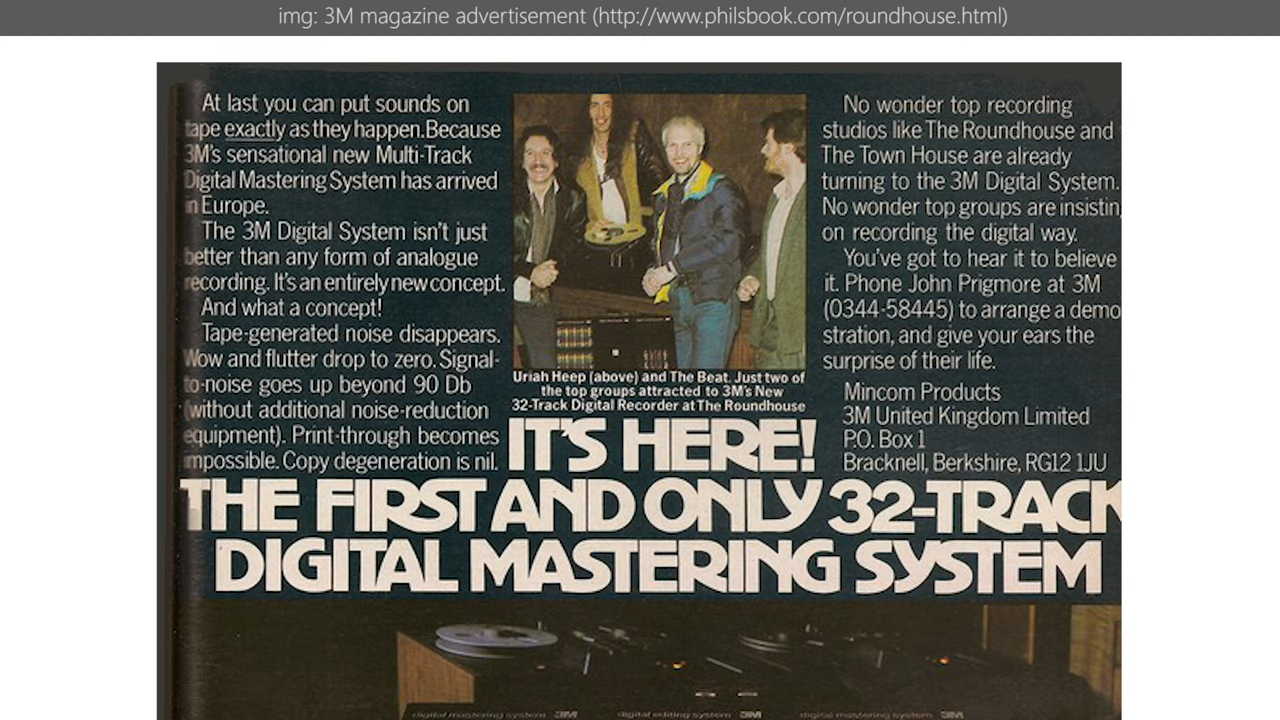 img: 3M magazine advertisement (http://www.philsbook.com/roundhouse.html)
At last you can put sounds on
tape exactly as they happen. Because
3M's sensational new Multi-Track
Digital Mastering System has arrived
in Europe.
The 3M Digital System isn't just
better than any form of analogue
recording. It's an entirely new concept.
And what a concept!
Tape-generated noise disappears.
Wow and flutter drop to zero. Signal-
to-noise goes up beyond 90 Db
(without additional noise-reduction
equipment). Print-through becomes
impossible. Copy degeneration is nil.
Uriah Heep (above) and The Beat. Just two of
the top groups attracted to 3M's New
32-Track Digital Recorder at The Roundhouse
No wonder top recording
studios like The Roundhouse and
The Town House are already
turning to the 3M Digital System.
No wonder top groups are insistin
on recording the digital way.
You've got to hear it to believe
it. Phone John Prigmore at 3M
(0344-58445) to arrange a demo
stration, and give your ears the
surprise of their life.
Mincom Products
3M United Kingdom Limited
P.O. Box 1
Bracknell, Berkshire, RG12 1JU
IT'S HERE!
THE FIRST AND ONLY 32-TRACK
DIGITAL MASTERING SYSTEM
digital mastering system 3M digital editing system 3M digital mastering system 3M